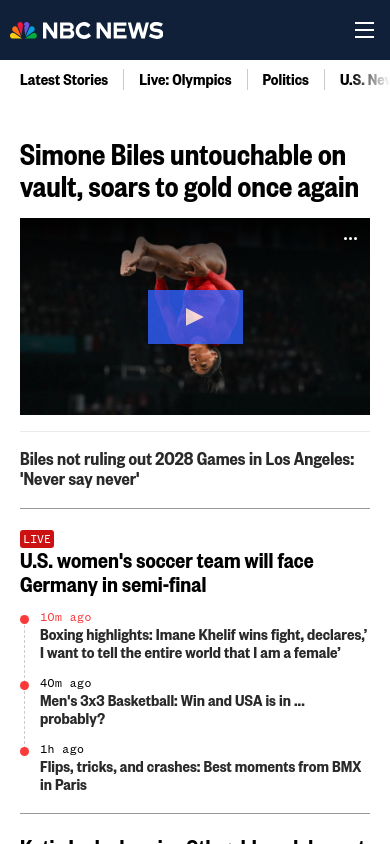 NBC NEWS
Latest Stories
Live: Olympics
Politics
U.S. New
Simone Biles untouchable on
vault, soars to gold once again
Biles not ruling out 2028 Games in Los Angeles:
'Never say never'
LIVE
U.S. women's soccer team will face
Germany in semi-final
10m ago
Boxing highlights: Imane Khelif wins fight, declares,’
I want to tell the entire world that I am a female’
40m ago
Men's 3x3 Basketball: Win and USA is in ...
probably?
1h ago
Flips, tricks, and crashes: Best moments from BMX
in Paris